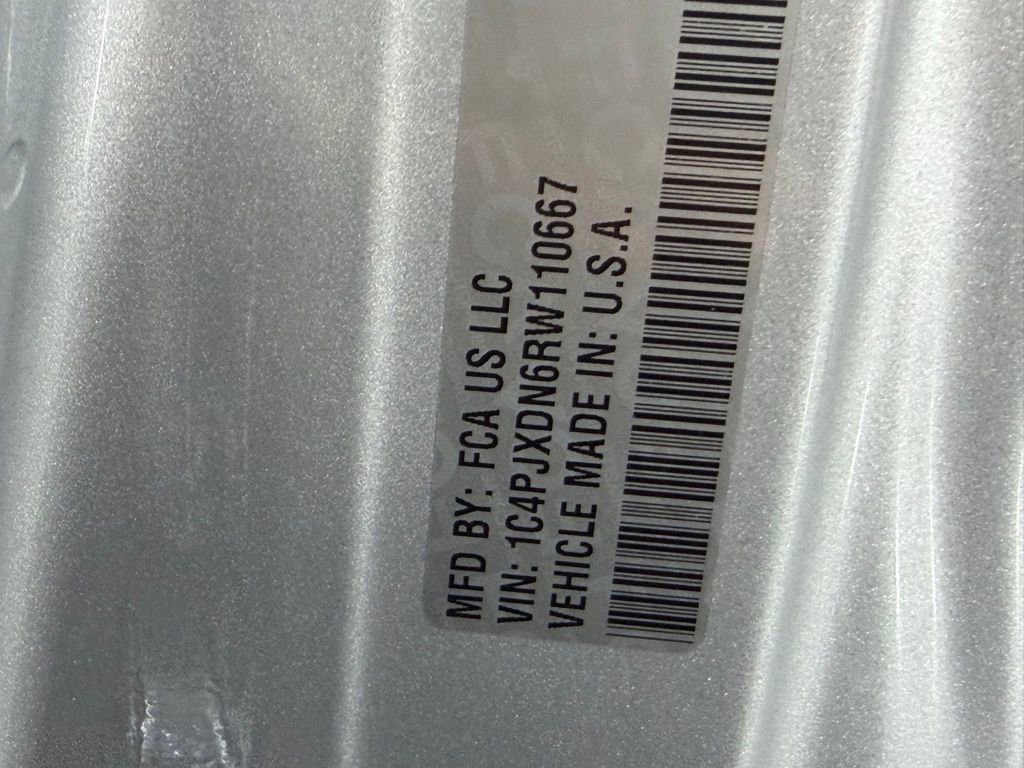 MFD BY: FCA US LLC
VIN: 1C4PJXDN6RW110667
VEHICLE MADE IN: U.S.A.